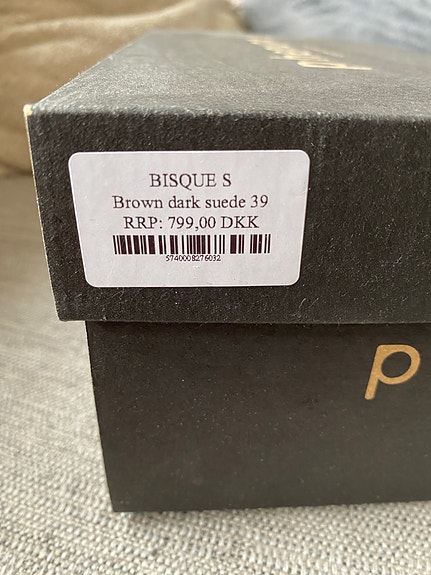 BISQUE S
Brown dark suede 39
RRP: 799,00 DKK
5740008276032
P